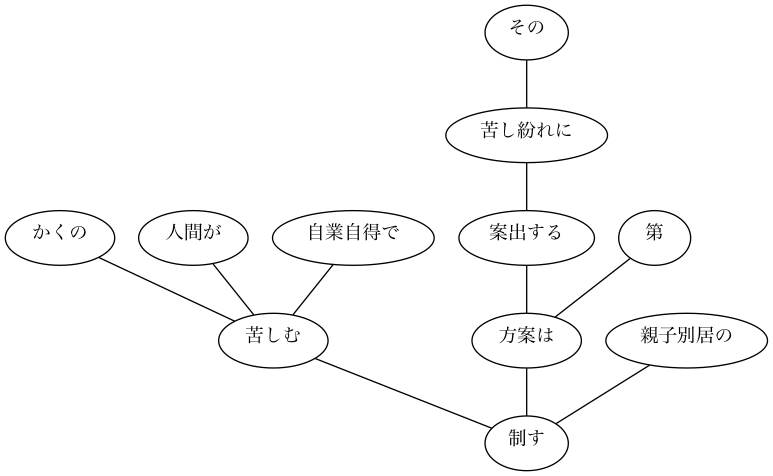 その
苦し紛れに
かくの
人間が
自業自得で
案出する
第
苦しむ
方案は
親子別居の
制す